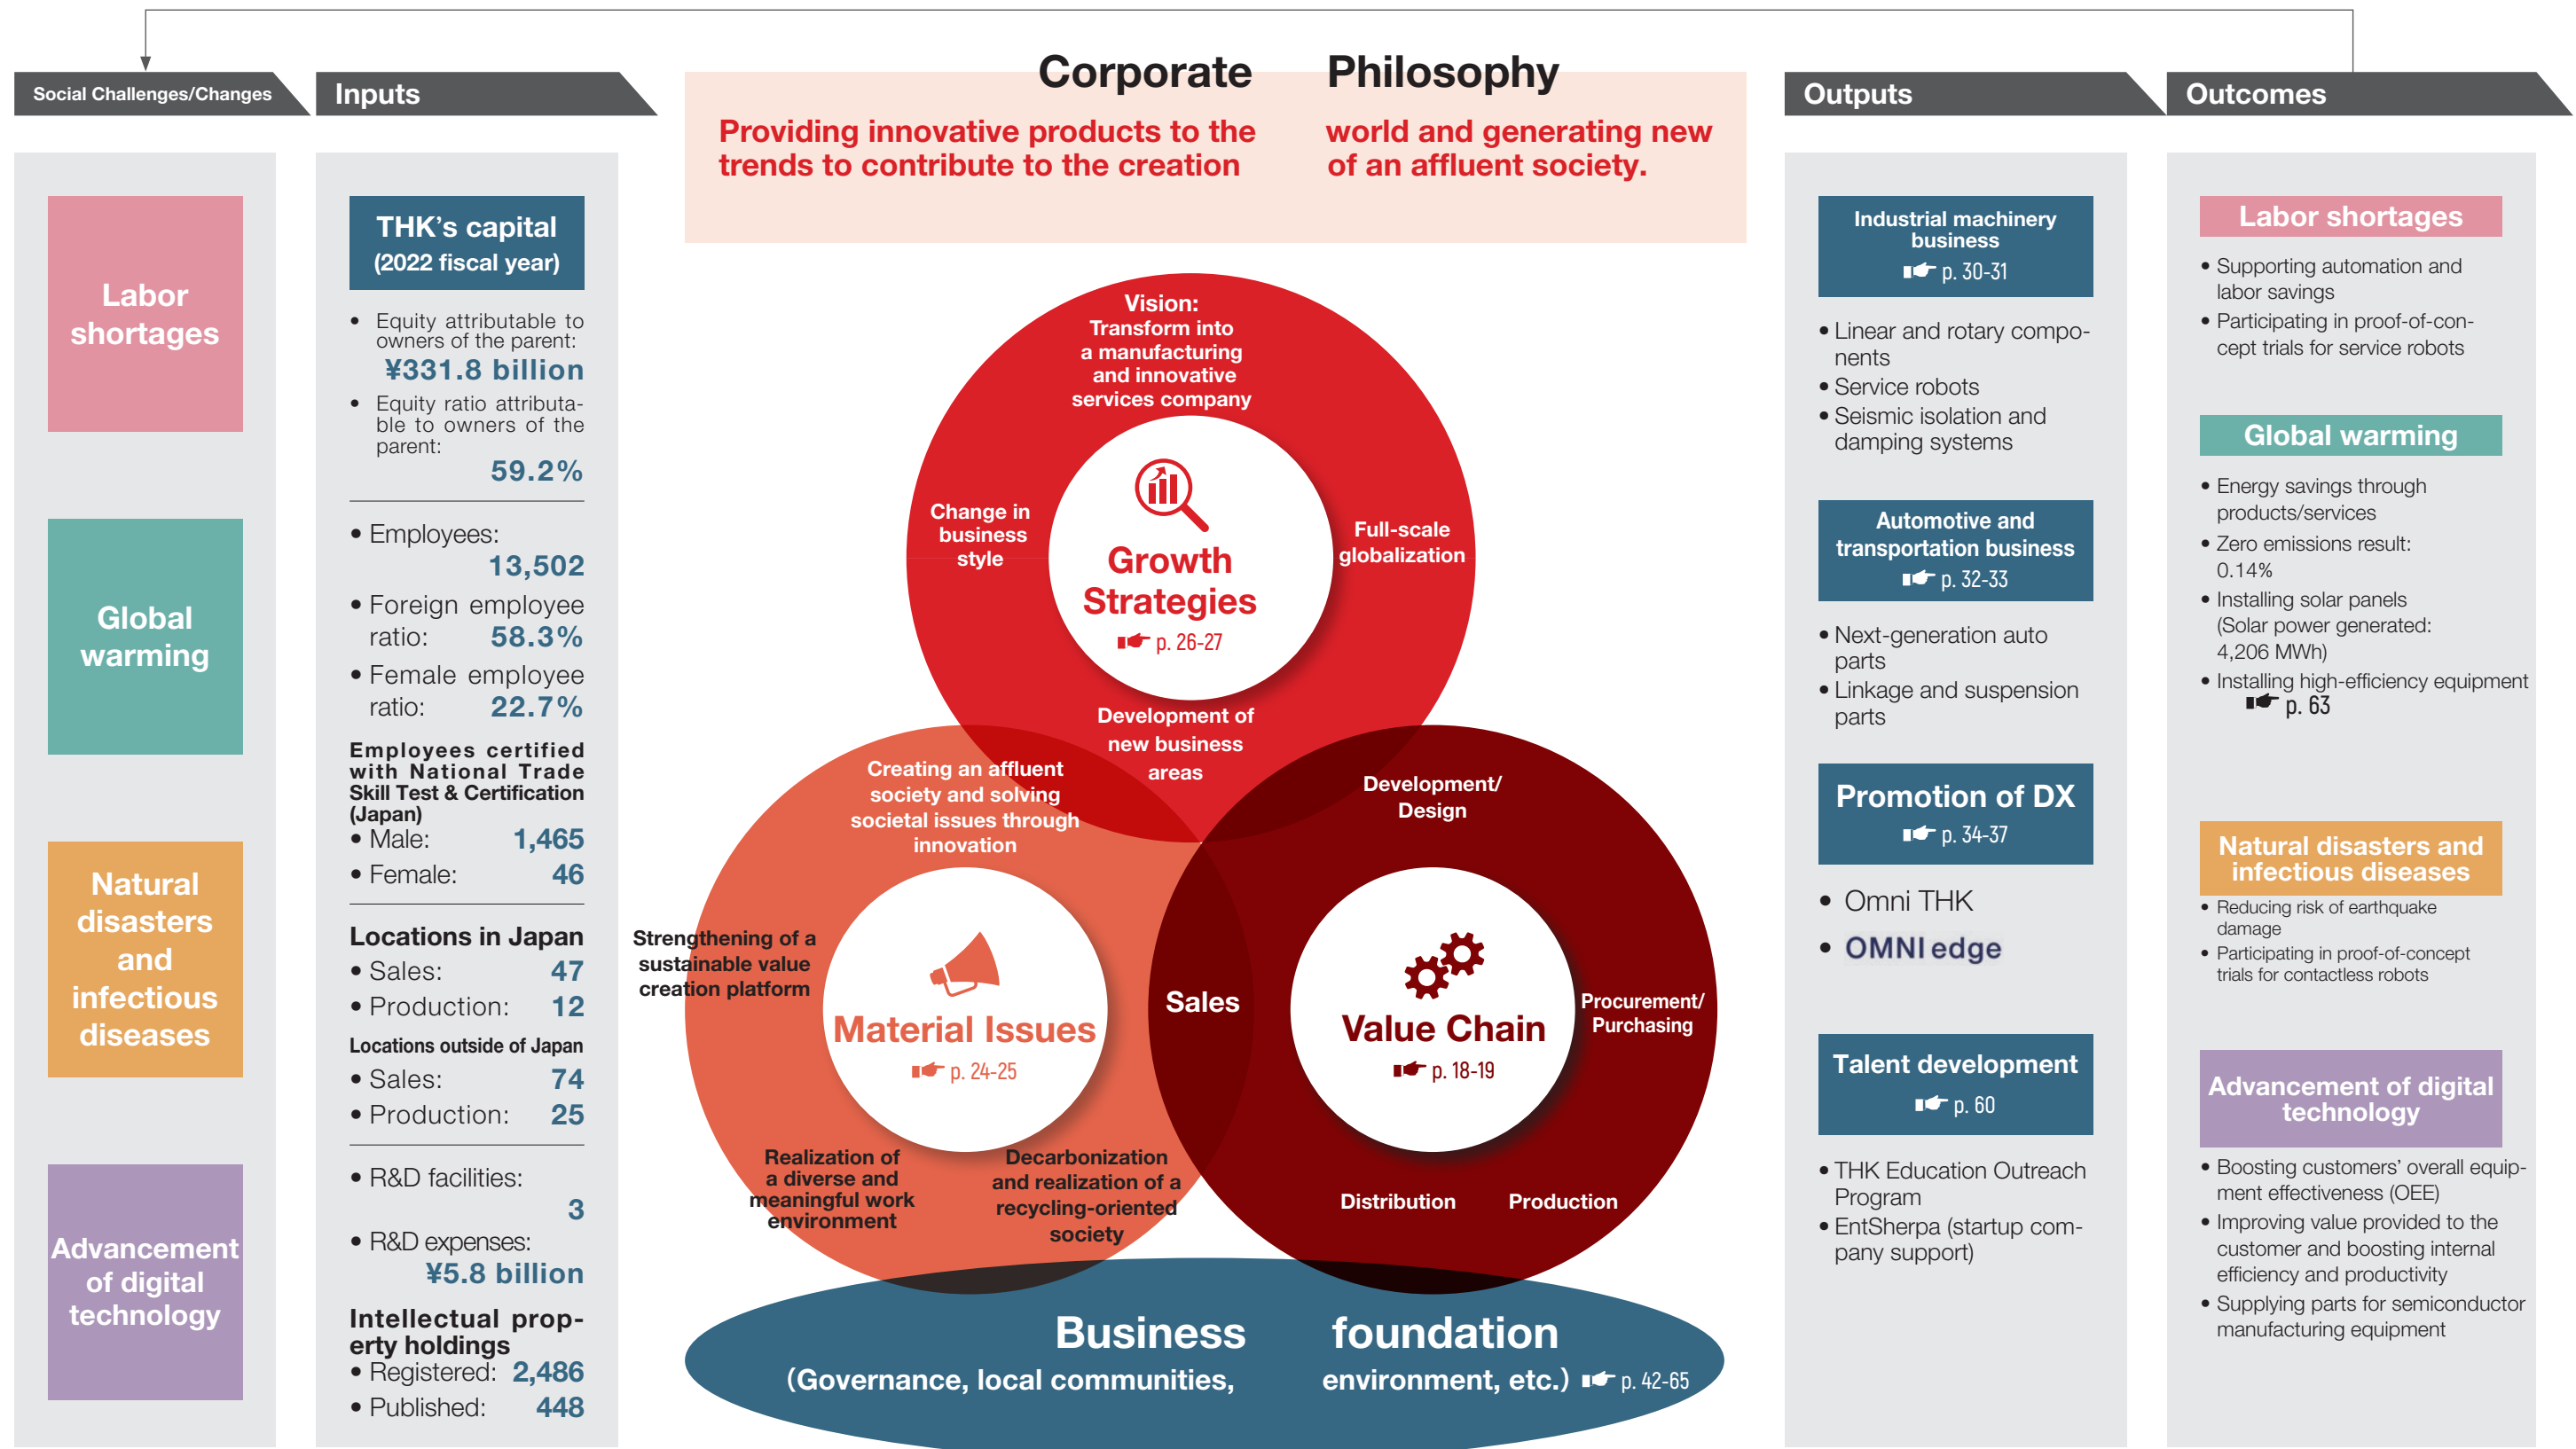 Social Challenges/Changes
Labor
shortages
Global
warming
Natural
disasters
and
infectious
diseases
Advancement
of digital
technology
Inputs
THK's capital
(2022 fiscal year)
• Equity attributable to
owners of the parent:
¥331.8 billion
• Equity ratio attributa-
ble to owners of the
parent:
59.2%
• Employees:
13,502
• Foreign employee
ratio: 58.3%
• Female employee
ratio: 22.7%
Employees certified
with National Trade
Skill Test & Certification
(Japan)
• Male: 1,465
• Female: 46
Locations in Japan
• Sales: 47
• Production: 12
Locations outside of Japan
• Sales: 74
• Production: 25
• R&D facilities:
3
• R&D expenses:
¥5.8 billion
Intellectual prop-
erty holdings
• Registered: 2,486
• Published: 448
Corporate Philosophy
Providing innovative products to the world and generating new
trends to contribute to the creation of an affluent society.
Vision:
Transform into
a manufacturing
and innovative
services company
Change in
business
style
Full-scale
globalization
Growth
Strategies
p. 26-27
Development of
new business
areas
Creating an affluent
society and solving
societal issues through
innovation
Strengthening of a
sustainable value
creation platform
Material Issues
p. 24-25
Realization of
a diverse and
meaningful work
environment
Decarbonization
and realization of a
recycling-oriented
society
Development/
Design
Sales
Value Chain
p. 18-19
Procurement/
Purchasing
Distribution
Production
Business foundation
(Governance, local communities, environment, etc.) p. 42-65
Outputs
Industrial machinery
business
p. 30-31
• Linear and rotary compo-
nents
• Service robots
• Seismic isolation and
damping systems
Automotive and
transportation business
p. 32-33
• Next-generation auto
parts
• Linkage and suspension
parts
Promotion of DX
p. 34-37
• Omni THK
• OMNI edge
Talent development
p. 60
• THK Education Outreach
Program
• EntSherpa (startup com-
pany support)
Outcomes
Labor shortages
• Supporting automation and
labor savings
• Participating in proof-of-con-
cept trials for service robots
Global warming
• Energy savings through
products/services
• Zero emissions result:
0.14%
• Installing solar panels
(Solar power generated:
4,206 MWh)
• Installing high-efficiency equipment
p. 63
Natural disasters and
infectious diseases
• Reducing risk of earthquake
damage
• Participating in proof-of-concept
trials for contactless robots
Advancement of digital
technology
• Boosting customers' overall equip-
ment effectiveness (OEE)
• Improving value provided to the
customer and boosting internal
efficiency and productivity
• Supplying parts for semiconductor
manufacturing equipment